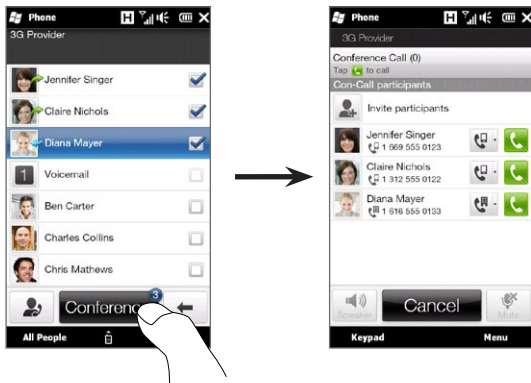 Phone
H
3G Provider
Jennifer Singer
Claire Nichols
Diana Mayer
1 Voicemail
Ben Carter
Charles Collins
Chris Mathews
3
Conferenc
All People
Phone
H
3G Provider
Conference Call (0)
Tap to call
Con-Call participants
Invite participants
Jennifer Singer
1 669 555 0123
Claire Nichols
1 312 555 0122
Diana Mayer
1 616 555 0133
Speaker
Cancel
Mute
Keypad
Menu